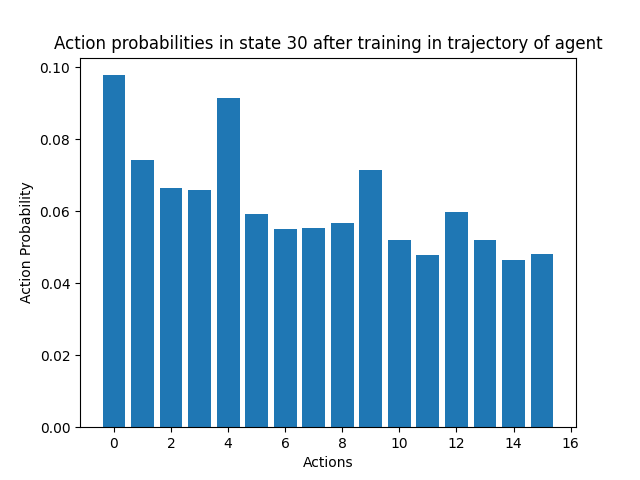 Action probabilities in state 30 after training in trajectory of agent
0.10
0.08
0.06
0.04
0.02
0.00
Action Probability
0 2 4 6 8 10 12 14 16
Actions